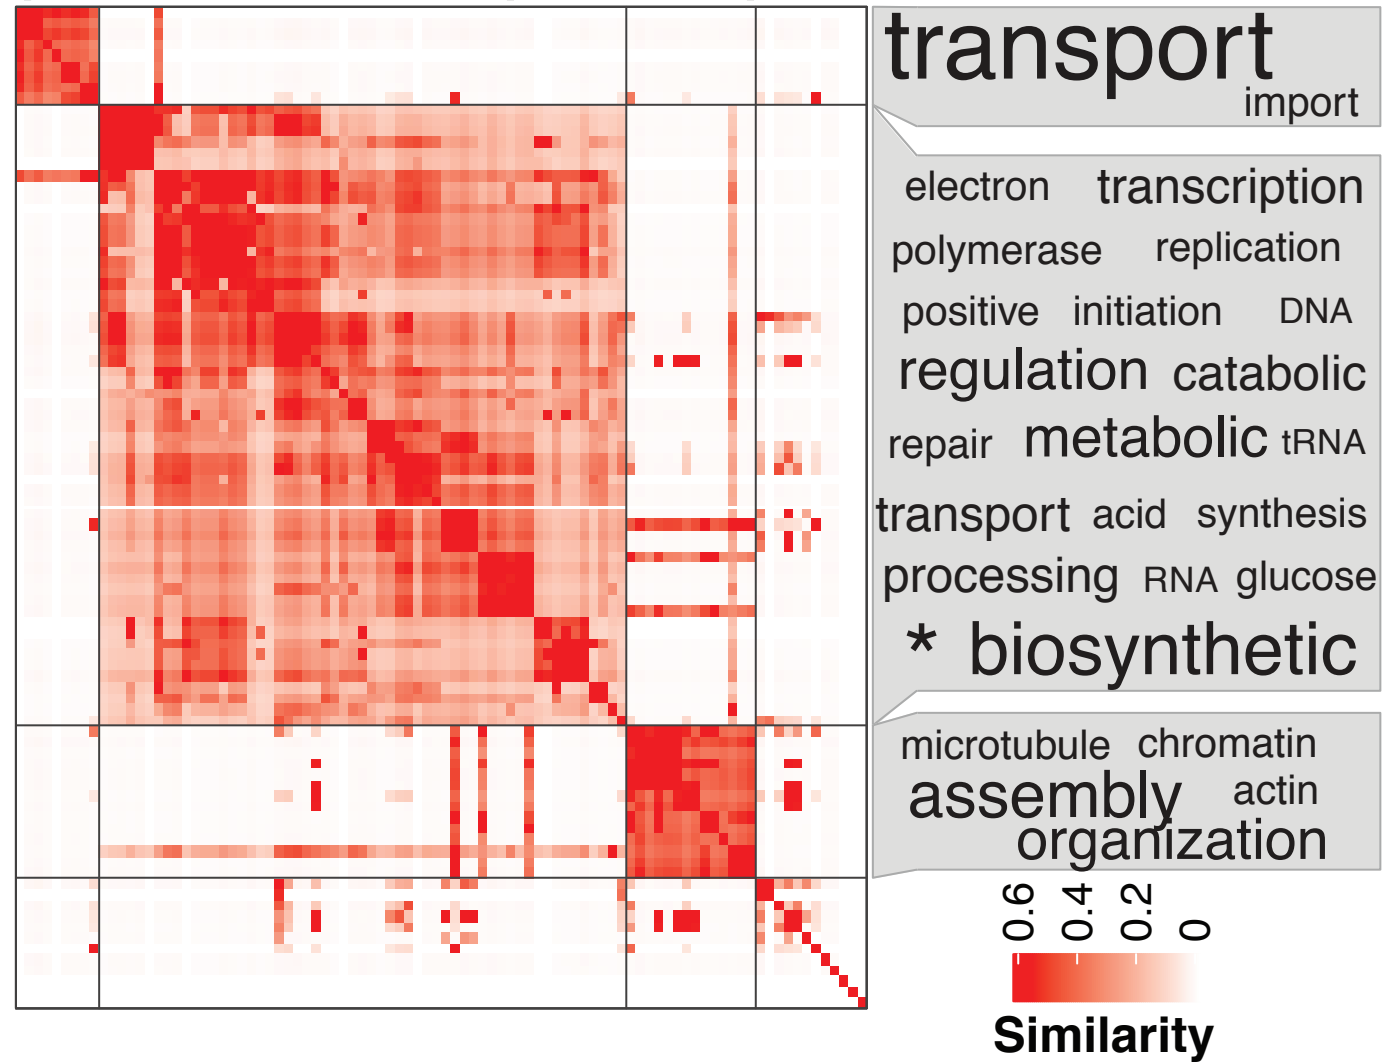 transport
import
electron transcription
polymerase replication
positive initiation DNA
regulation catabolic
repair metabolic tRNA
transport acid synthesis
processing RNA glucose
* biosynthetic
microtubule chromatin
assembly actin
organization
0.6 0.4 0.2 0
Similarity